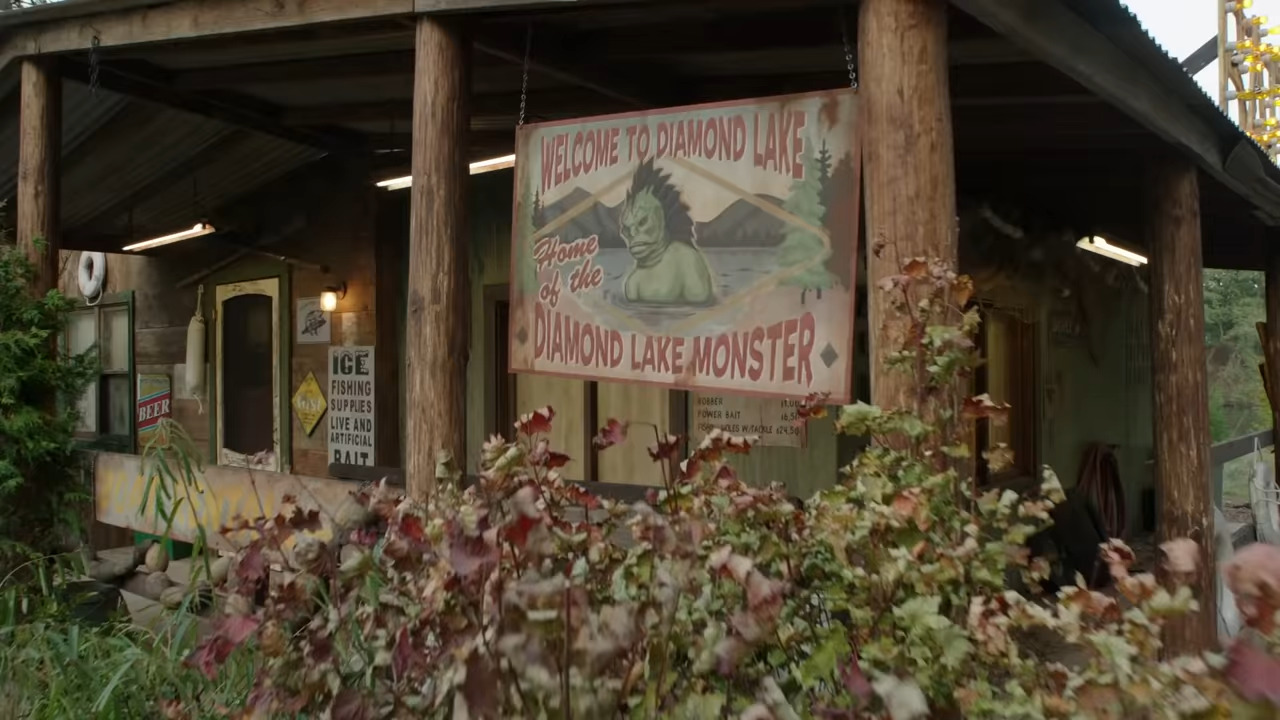 WELCOME TO DIAMOND LAKE
Home
of the
DIAMOND LAKE MONSTER
BEER
ICE
FISHING
SUPPLIES
LIVE AND
ARTIFICIAL
BAIT
BOBBER
POWER BAIT